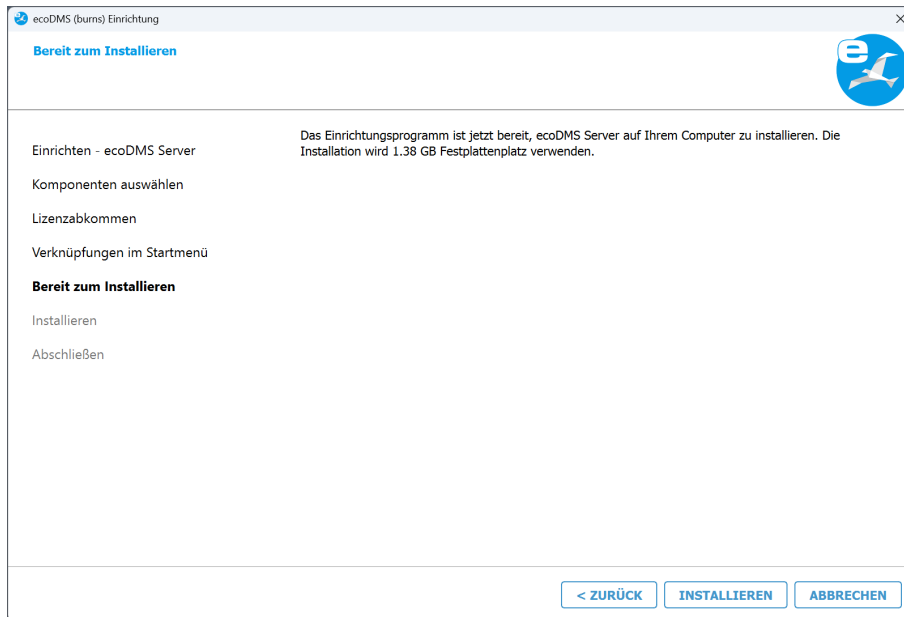 ecoDMS (burns) Einrichtung
Bereit zum Installieren
e
Einrichten - ecoDMS Server
Komponenten auswählen
Lizenzabkommen
Verknüpfungen im Startmenü
Bereit zum Installieren
Installieren
Abschließen
Das Einrichtungsprogramm ist jetzt bereit, ecoDMS Server auf Ihrem Computer zu installieren. Die
Installation wird 1.38 GB Festplattenplatz verwenden.
< ZURÜCK
INSTALLIEREN
ABBRECHEN